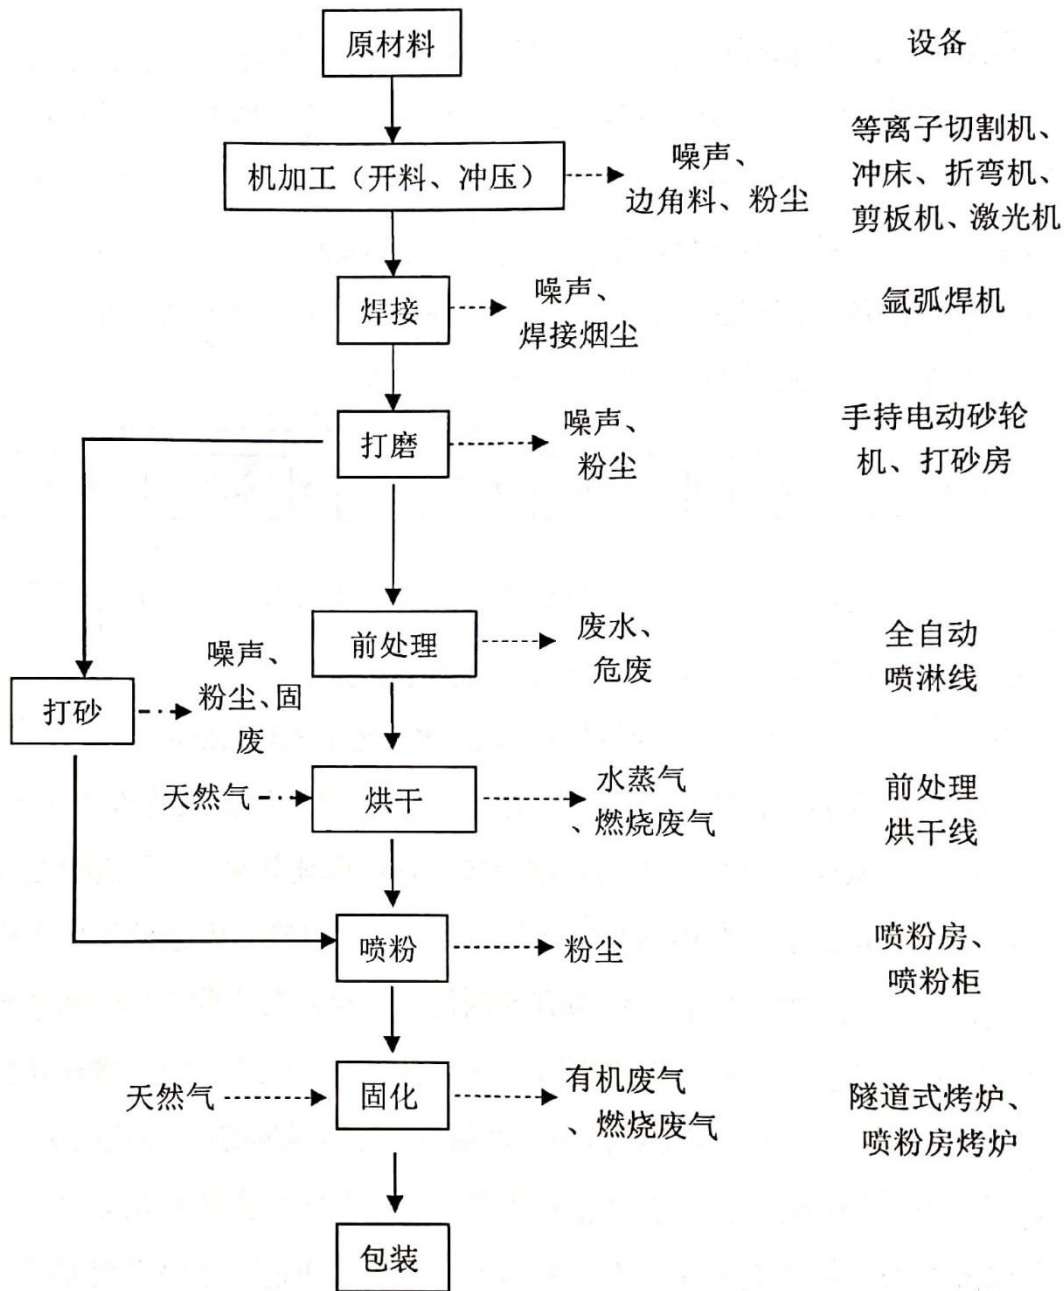 原材料
设备
机加工（开料、冲压）
噪声、
边角料、粉尘
等离子切割机、
冲床、折弯机、
剪板机、激光机
焊接
噪声、
焊接烟尘
氩弧焊机
打磨
噪声、
粉尘
手持电动砂轮
机、打砂房
前处理
废水、
危废
全自动
喷淋线
打砂
噪声、
粉尘、固
废
天然气
烘干
水蒸气
、燃烧废气
前处理
烘干线
喷粉
粉尘
喷粉房、
喷粉柜
天然气
固化
有机废气
、燃烧废气
隧道式烤炉、
喷粉房烤炉
包装